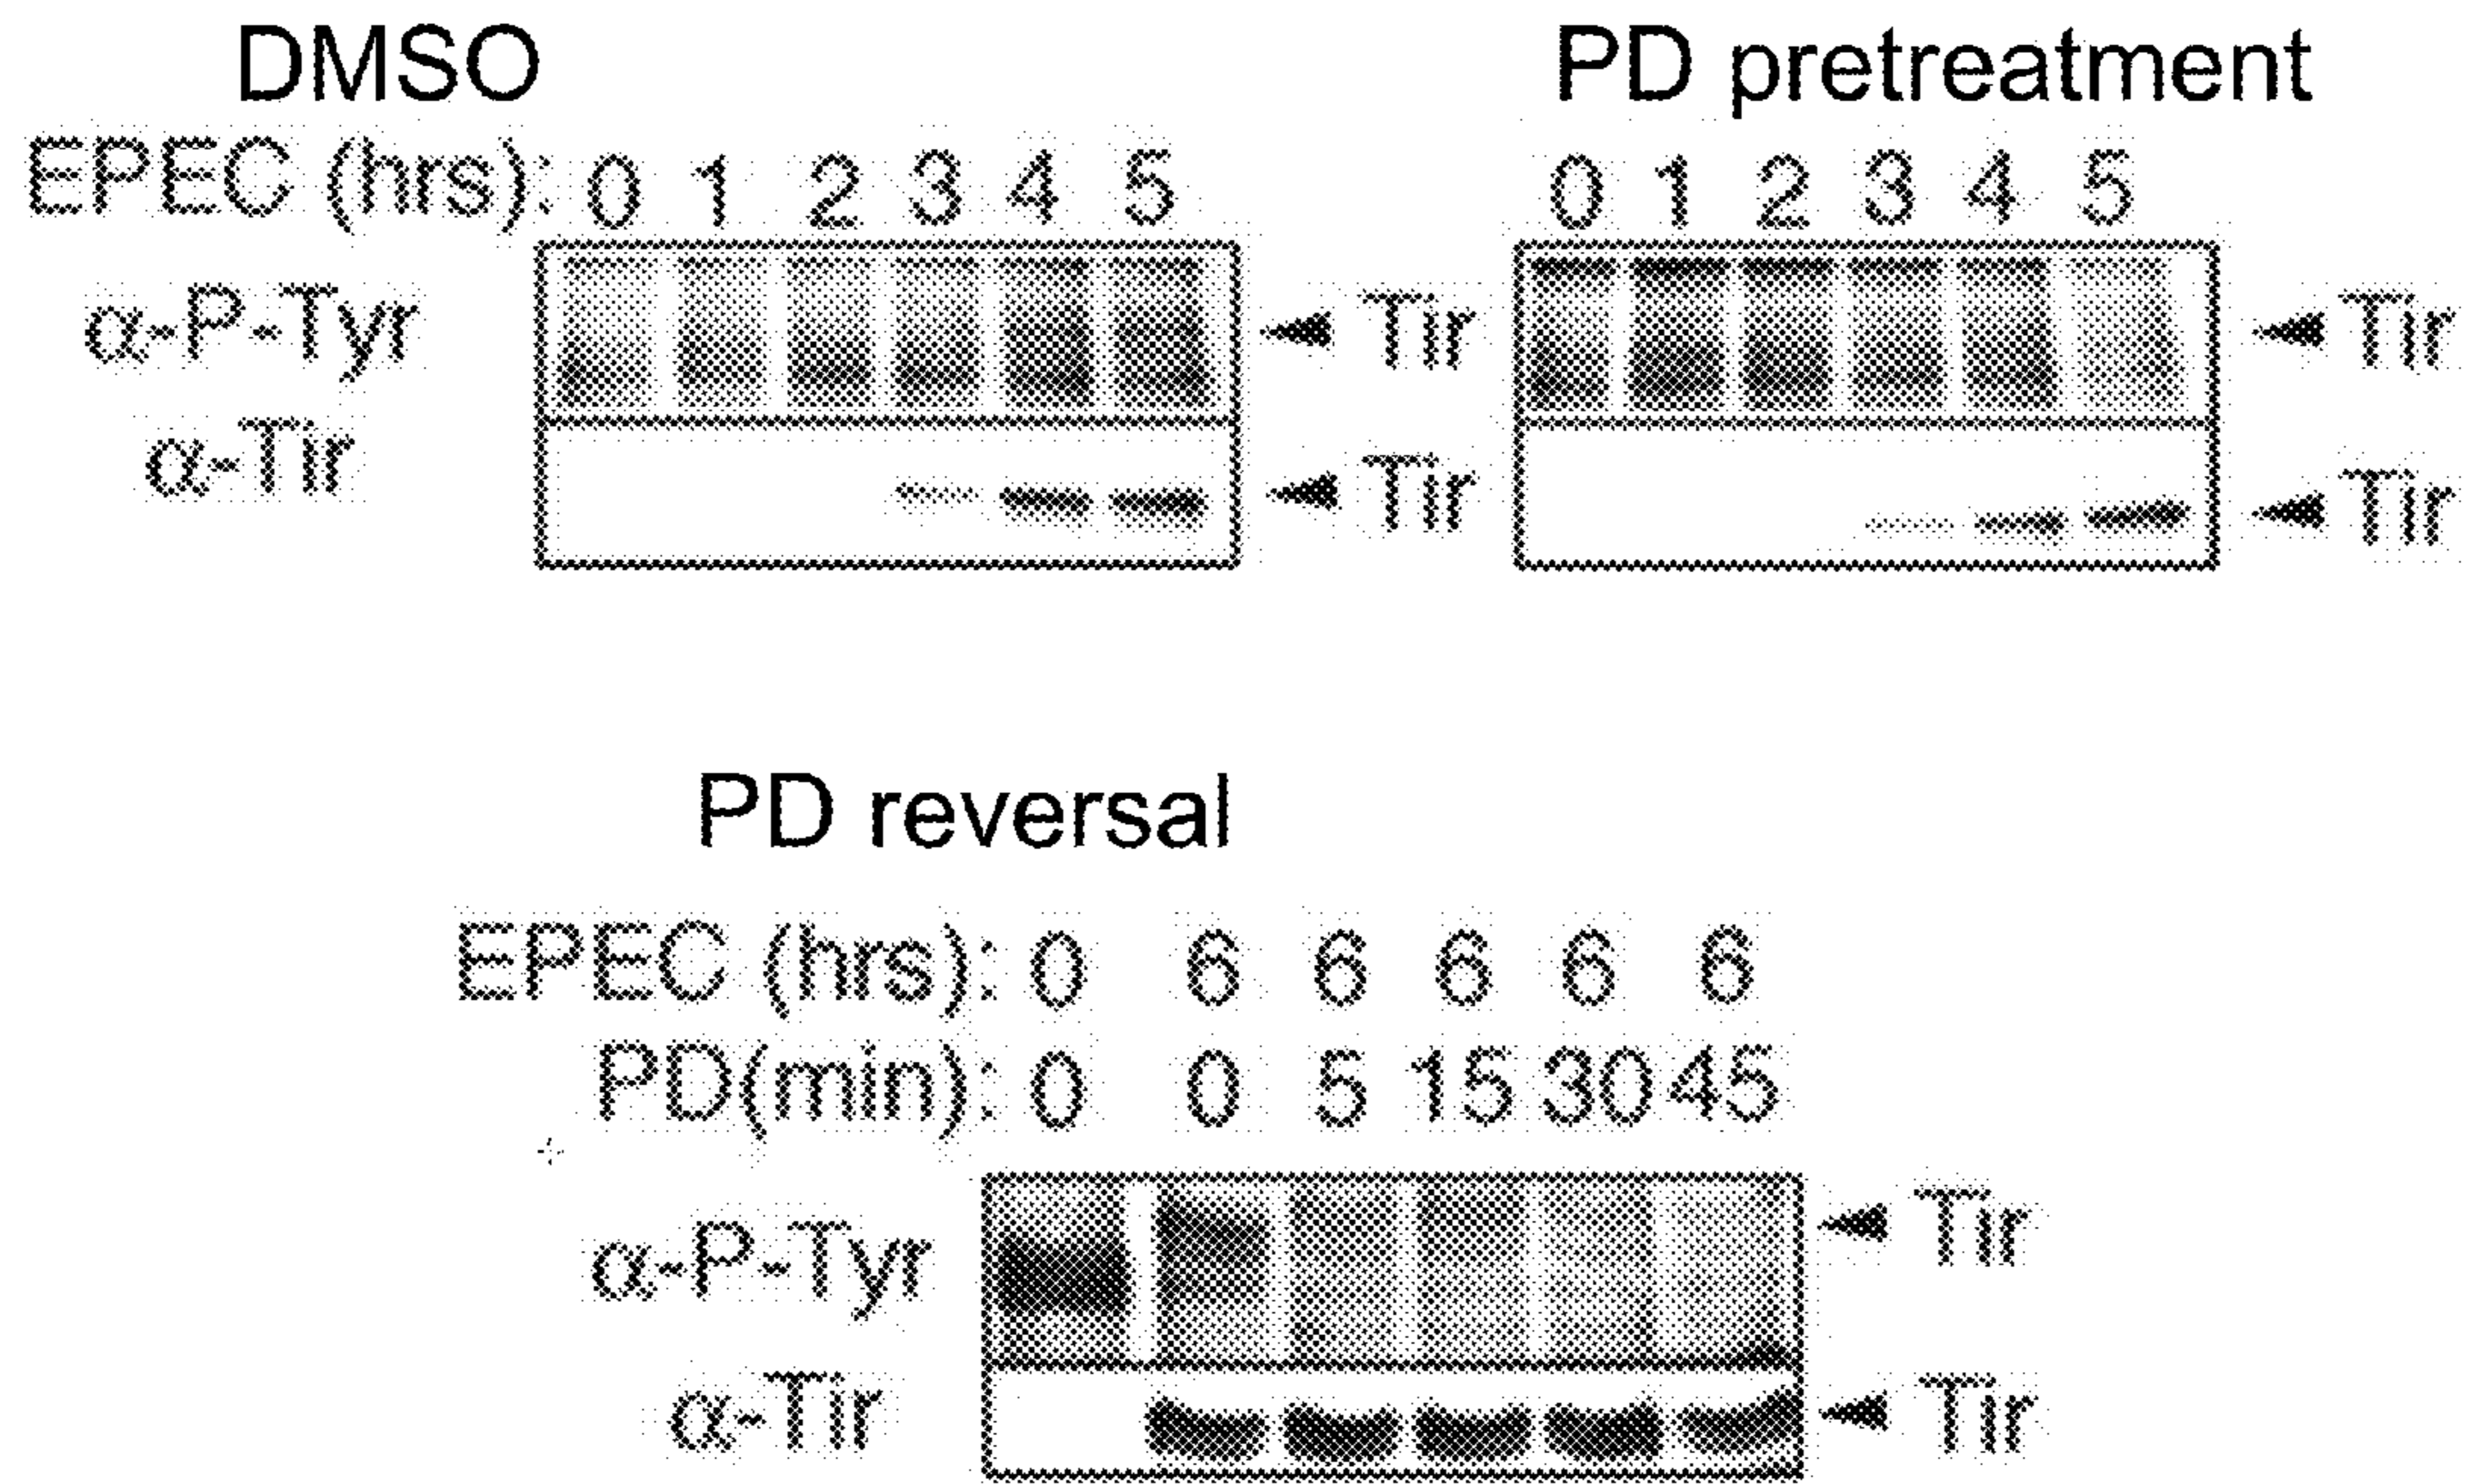 DMSO
EPEC (hrs): 0 1 2 3 4 5
α-P-Tyr
Tir
α-Tir
Tir
PD pretreatment
0 1 2 3 4 5
Tir
Tir
PD reversal
EPEC (hrs): 0 6 6 6 6 6
PD(min): 0 0 5 15 30 45
α-P-Tyr
Tir
α-Tir
Tir